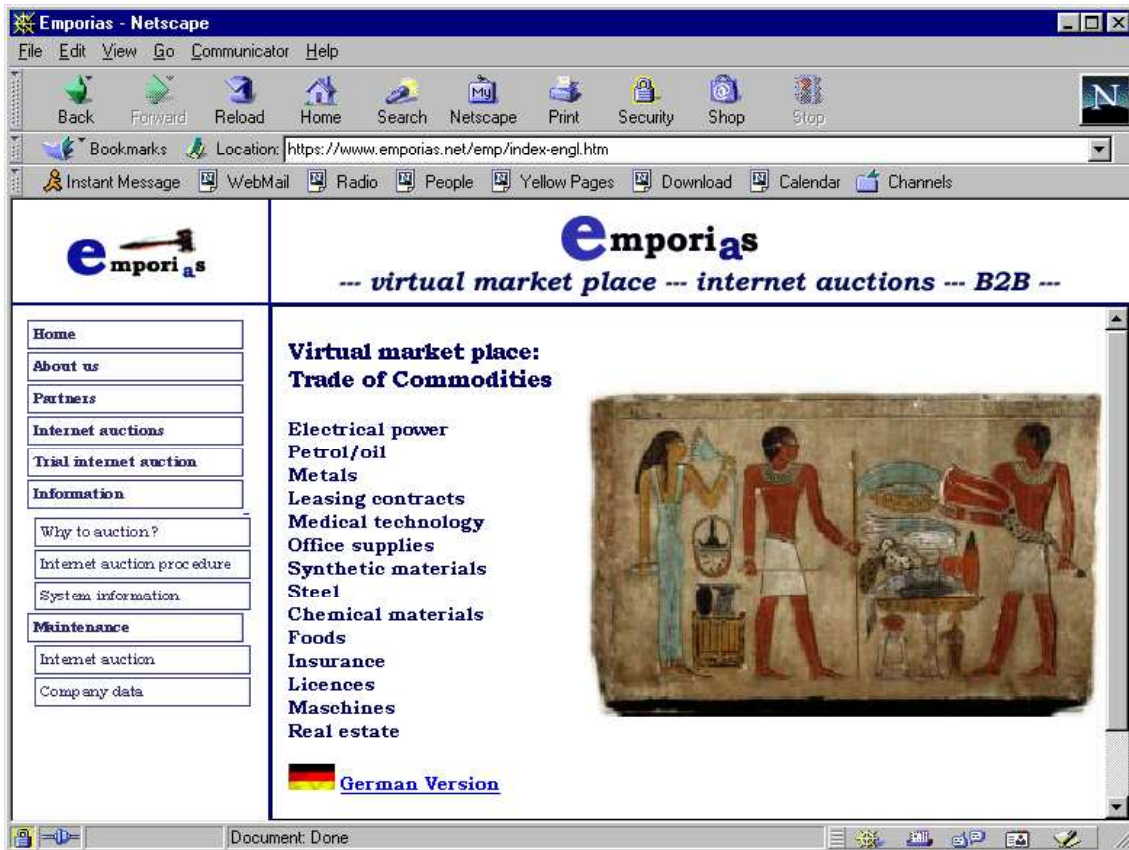 Emporias - Netscape
File Edit View Go Communicator Help
Back Forward Reload Home Search Netscape Print Security Shop Stop
My
N
Bookmarks Location: https://www.emporias.net/emp/index-engl.htm
Instant Message WebMail Radio People Yellow Pages Download Calendar Channels
emporias
emporias
--- virtual market place --- internet auctions --- B2B ---
Home
About us
Partners
Internet auctions
Trial internet auction
Information
Why to auction?
Internet auction procedure
System information
Maintenance
Internet auction
Company data
Virtual market place:
Trade of Commodities
Electrical power
Petrol/oil
Metals
Leasing contracts
Medical technology
Office supplies
Synthetic materials
Steel
Chemical materials
Foods
Insurance
Licences
Maschines
Real estate
German Version
Document: Done